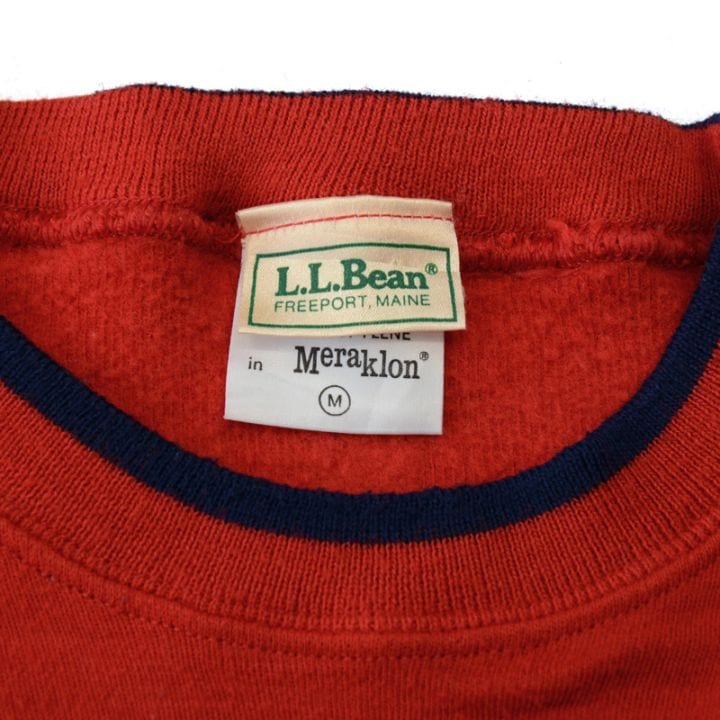 L.L.Bean®
FREEPORT, MAINE
in Meraklon®
M